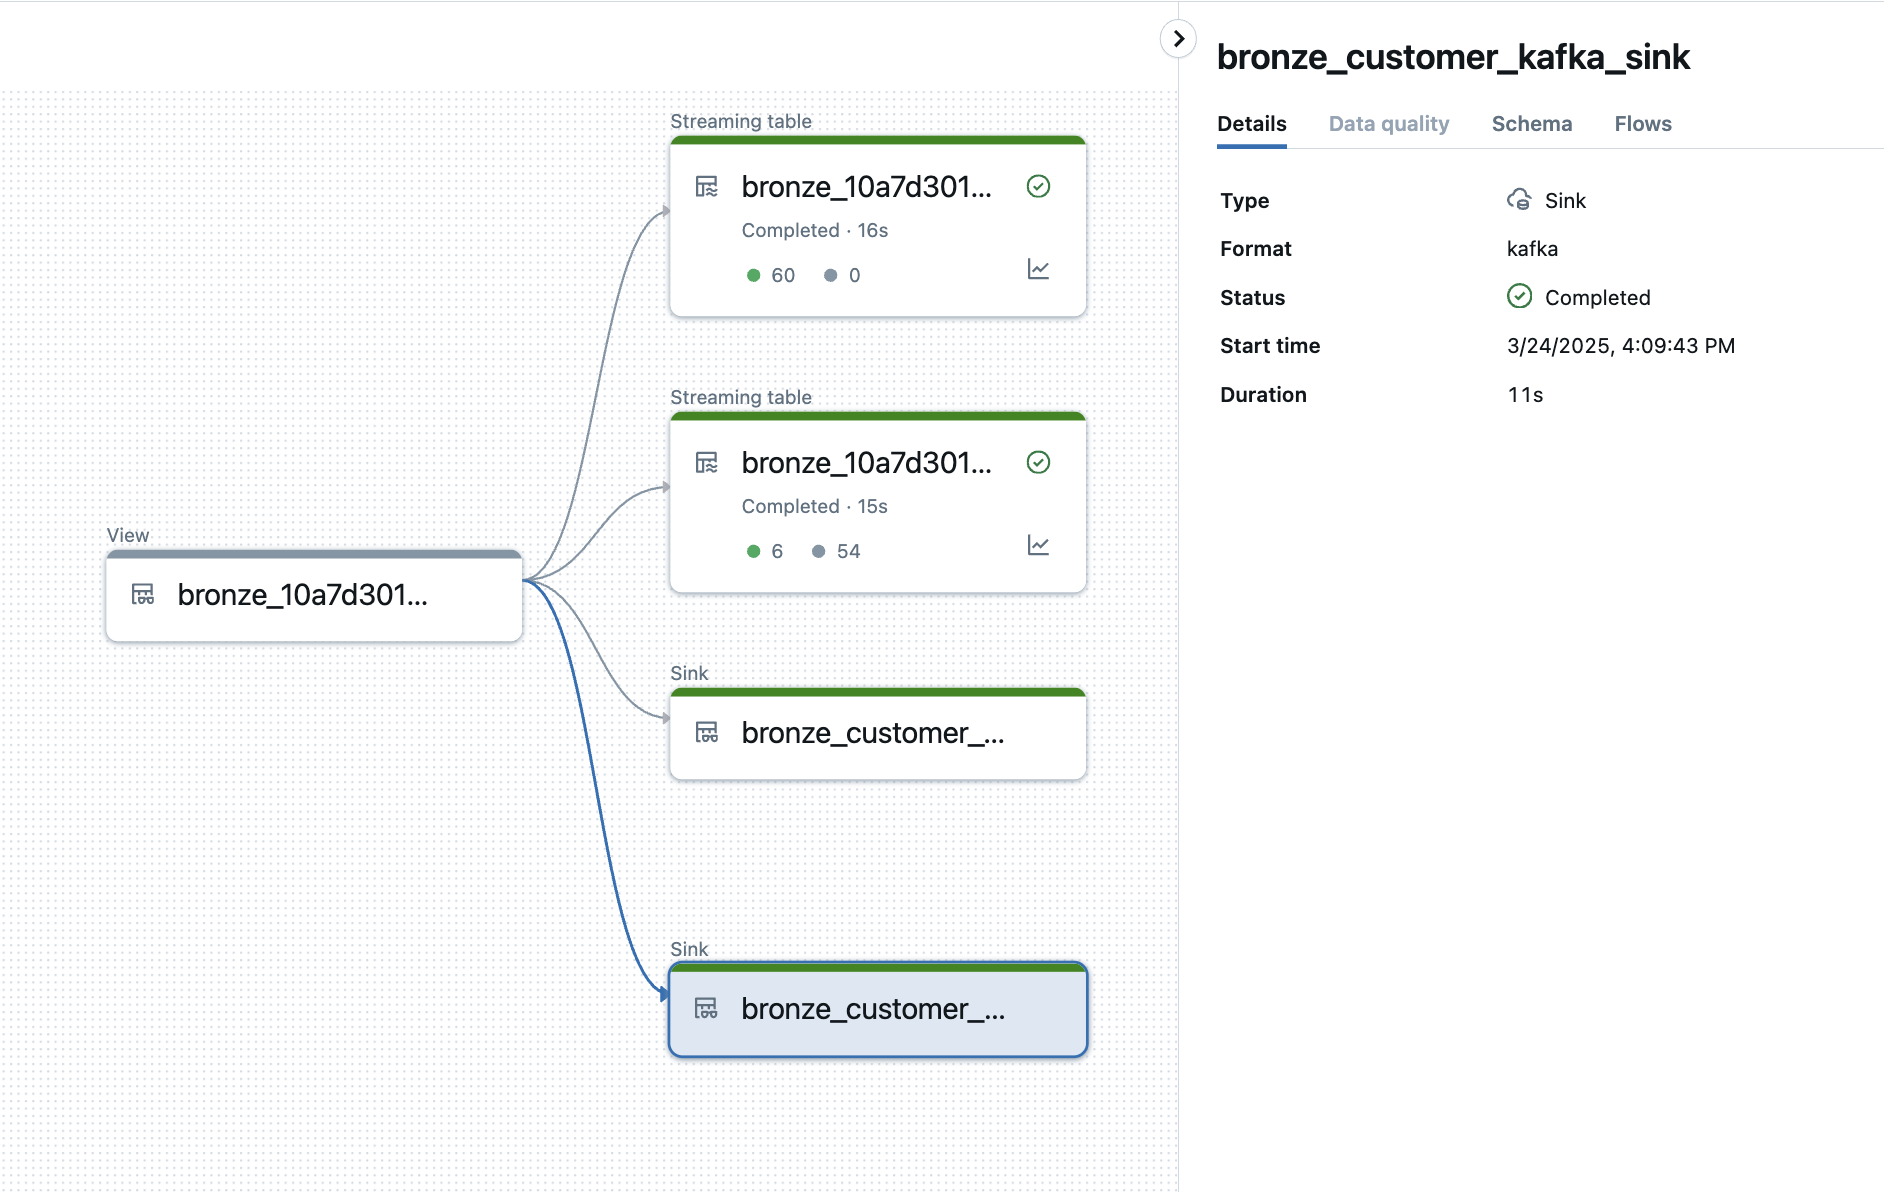 Streaming table
bronze_10a7d301...
Completed · 16s
60 0
Streaming table
bronze_10a7d301...
Completed · 15s
6 54
View
bronze_10a7d301...
Sink
bronze_customer_...
Sink
bronze_customer_...
bronze_customer_kafka_sink
Details Data quality Schema Flows
Type Sink
Format kafka
Status Completed
Start time 3/24/2025, 4:09:43 PM
Duration 11s